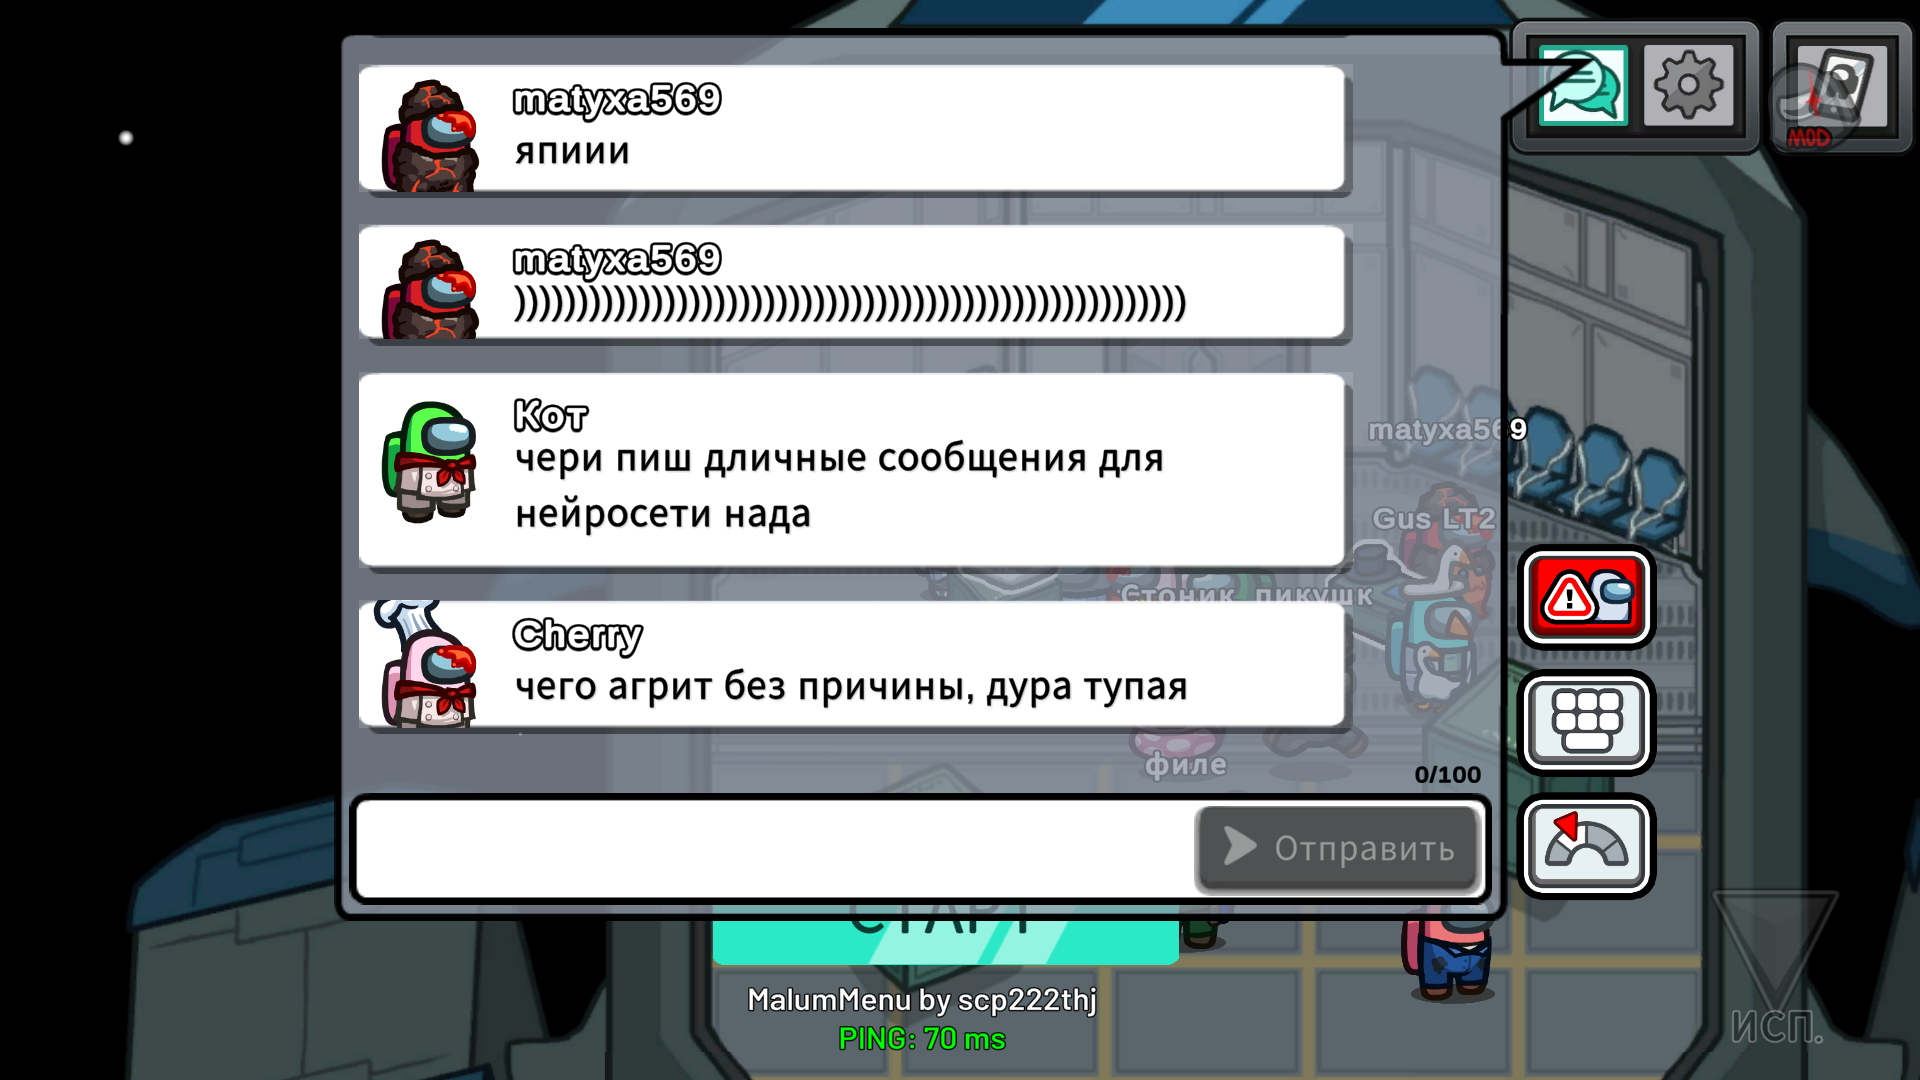 matyxa569
япиии
matyxa569
))))))))))))))))))))))))))))))))))))))))))))))))))))))
Кот
чери пиш дличные сообщения для
нейросети нада
Cherry
чего агрит без причины, дура тупая
0/100
Отправить
MOD
matyxa569
Gus LT2
Стоник пикушк
филе
СТАРТ
MalumMenu by scp222thj
PING: 70 ms
ИСП.